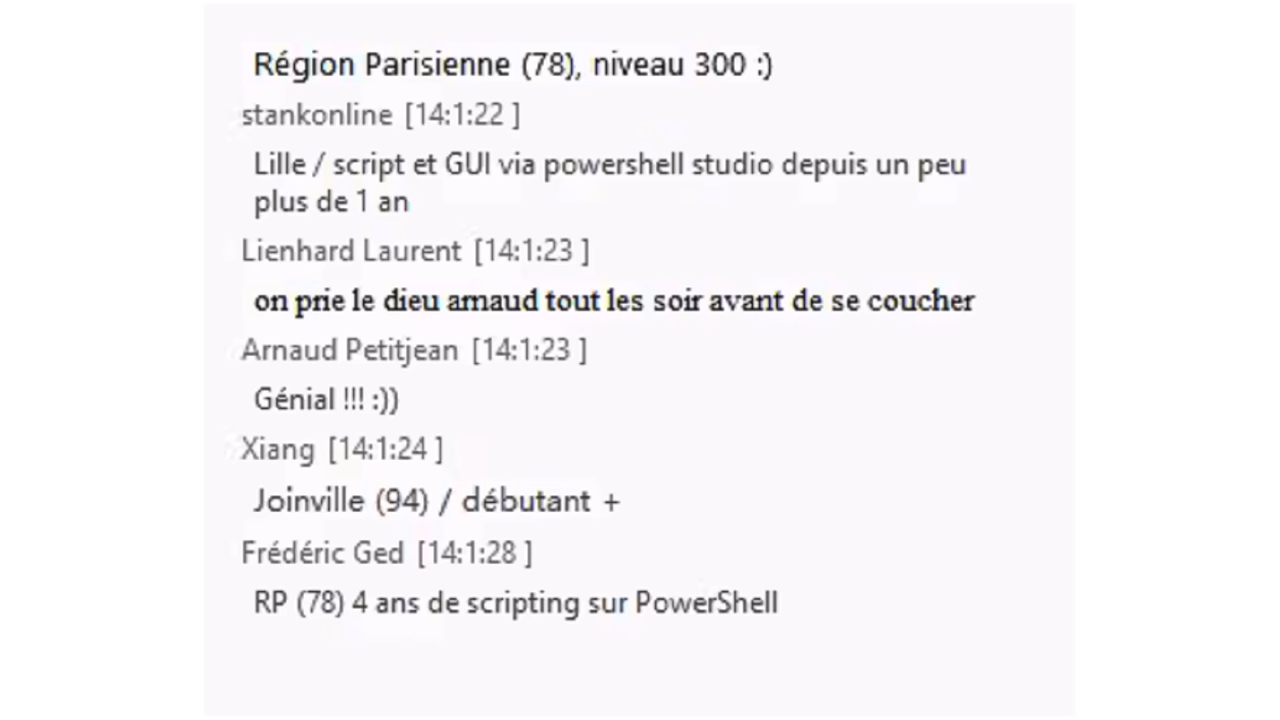 Région Parisienne (78), niveau 300 :)
stankonline [14:1:22 ]
Lille / script et GUI via powershell studio depuis un peu
plus de 1 an
Lienhard Laurent [14:1:23 ]
on prie le dieu arnaud tout les soir avant de se coucher
Arnaud Petitjean [14:1:23 ]
Génial !!! :))
Xiang [14:1:24 ]
Joinville (94) / débutant +
Frédéric Ged [14:1:28 ]
RP (78) 4 ans de scripting sur PowerShell